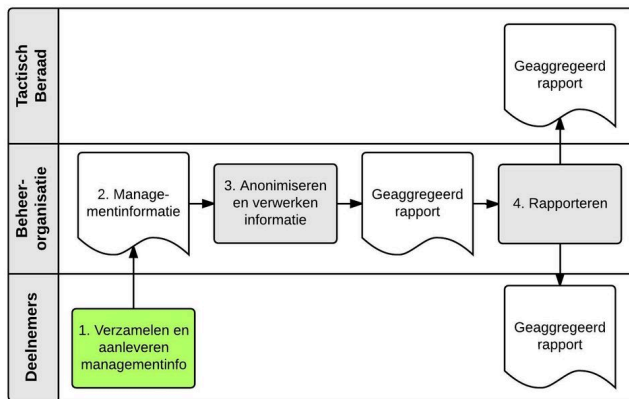 Tactisch
Beraad
Geaggregeerd
rapport
Beheer-
organisatie
2. Manage-
mentinformatie
3. Anonimiseren
en verwerken
informatie
Geaggregeerd
rapport
4. Rapporteren
Deelnemers
1. Verzamelen en
aanleveren
managementinfo
Geaggregeerd
rapport